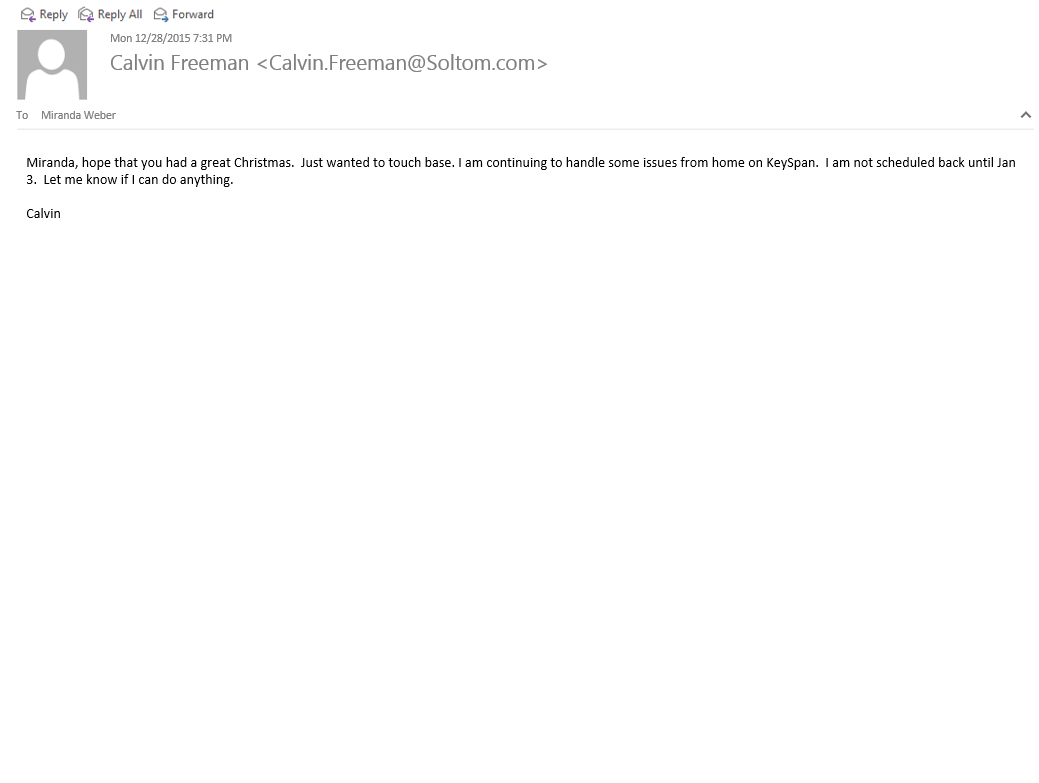 Reply Reply All Forward
Mon 12/28/2015 7:31 PM
Calvin Freeman <Calvin.Freeman@Soltom.com>
To Miranda Weber
Miranda, hope that you had a great Christmas.  Just wanted to touch base. I am continuing to handle some issues from home on KeySpan.  I am not scheduled back until Jan
3.  Let me know if I can do anything.
Calvin